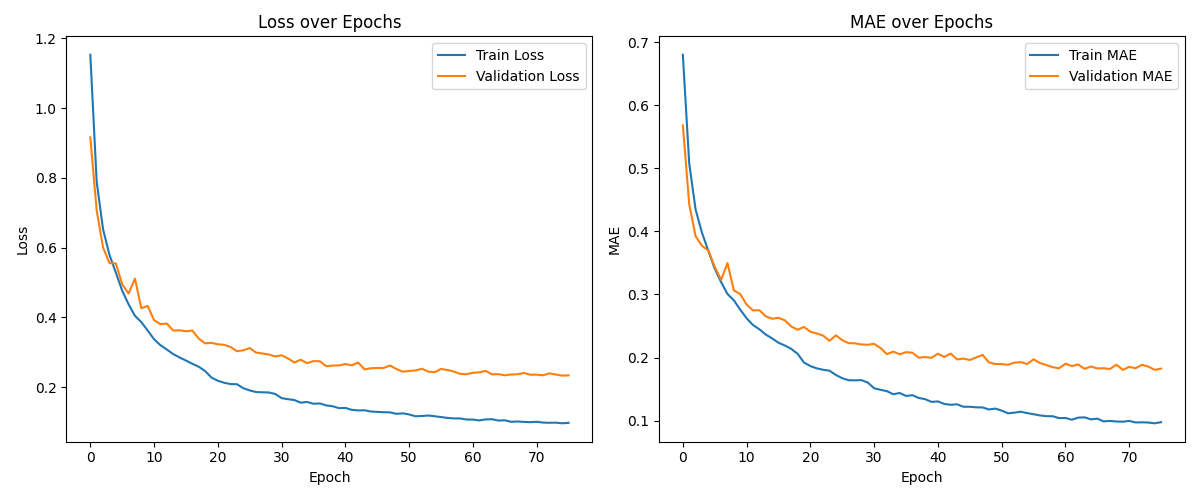 Loss over Epochs
Train Loss
Validation Loss
1.2
1.0
0.8
0.6
0.4
0.2
Loss
0 10 20 30 40 50 60 70
Epoch
MAE over Epochs
Train MAE
Validation MAE
0.7
0.6
0.5
0.4
0.3
0.2
0.1
MAE
0 10 20 30 40 50 60 70
Epoch